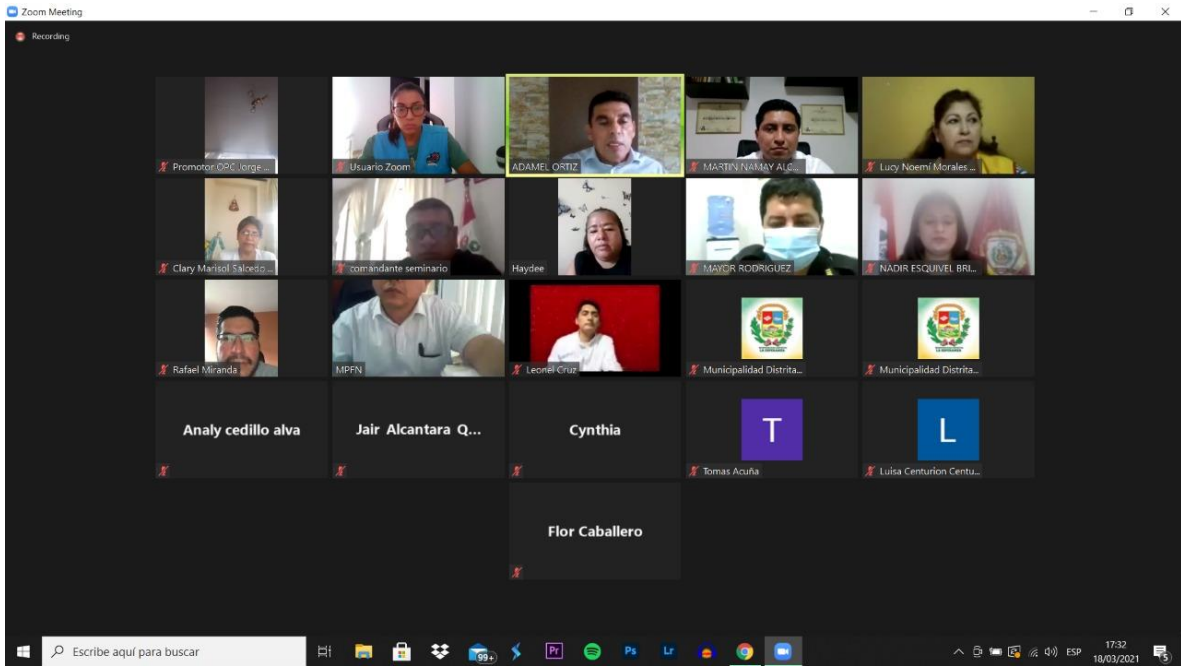 Zoom Meeting
Recording
Promotor OPC Jorge ...
Usuario Zoom
ADAMEL ORTIZ
MARTIN NAMAY ALC...
Lucy Noemí Morales ...
Clary Marisol Salcedo ...
comandante seminario
Haydee
MAYOR RODRIGUEZ
NADIR ESQUIVEL BRI...
Rafael Miranda
MPFN
Leonel Cruz
Municipalidad Distrita...
Municipalidad Distrita...
Analy cedillo alva
Jair Alcantara Q...
Cynthia
T
Tomas Acuña
L
Luisa Centurion Centu...
Flor Caballero
Escribe aquí para buscar
99+
Pr
Ps
Lr
ESP
17:32
18/03/2021
5